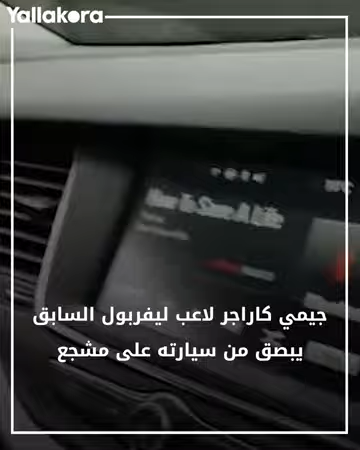 Yallakora
How To Save A Life
جيمي كاراجر لاعب ليفربول السابق
يبصق من سيارته على مشجع